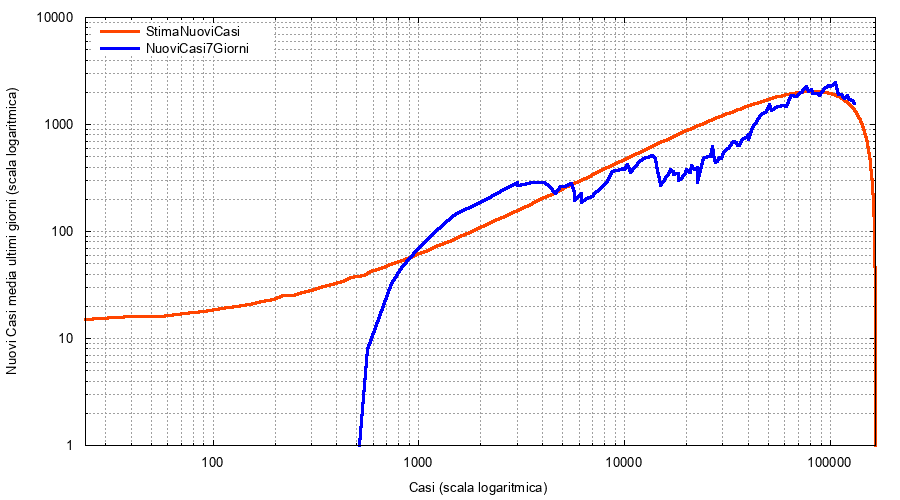 10000
StimaNuoviCasi
NuoviCasi7Giorni
1000
100
10
1
Nuovi Casi media ultimi giorni (scala logaritmica)
100
1000
10000
100000
Casi (scala logaritmica)